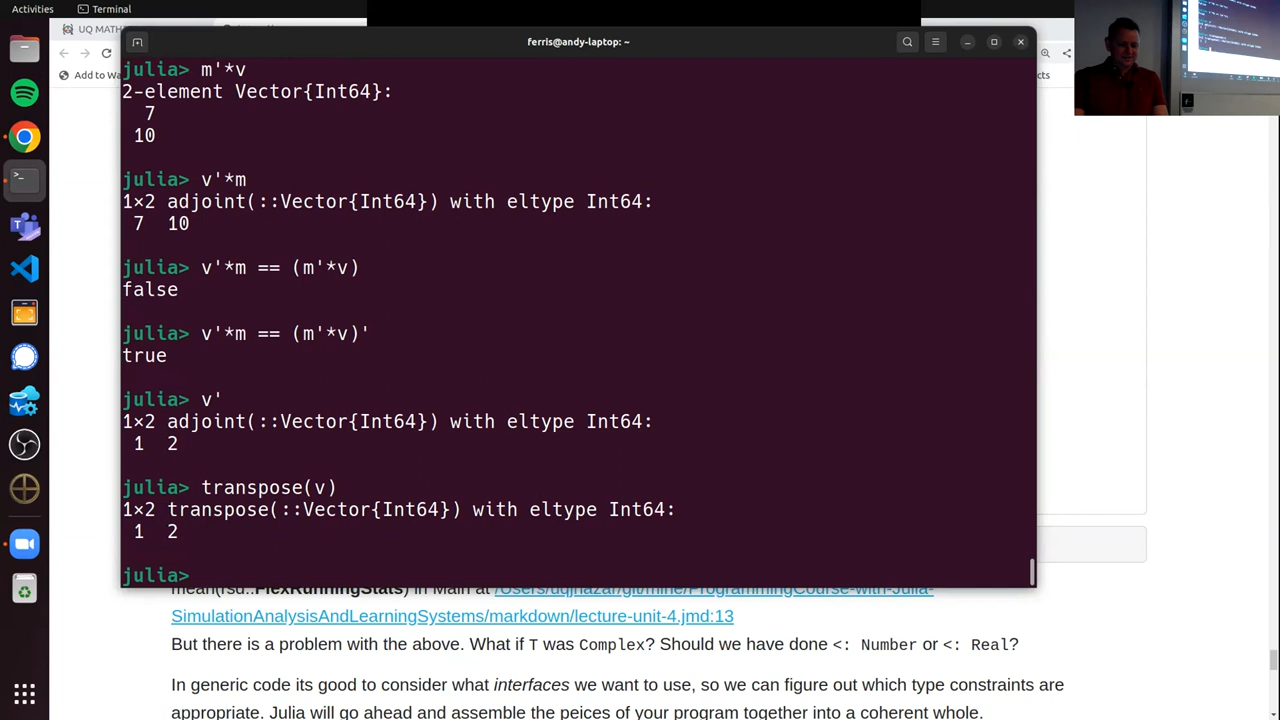 Activities
Terminal
UQ MATH
ferris@andy-laptop: ~
Add to Wa
cts
julia> m'*v
2-element Vector{Int64}:
7
10
julia> v'*m
1×2 adjoint(::Vector{Int64}) with eltype Int64:
7 10
julia> v'*m == (m'*v)
false
julia> v'*m == (m'*v)'
true
julia> v'
1×2 adjoint(::Vector{Int64}) with eltype Int64:
1 2
julia> transpose(v)
1×2 transpose(::Vector{Int64}) with eltype Int64:
1 2
julia>
mean(rsu::FlexRunningStats) in Main at /Users/uqjnazar/git/mine/ProgrammingCourse-with-Julia-
SimulationAnalysisAndLearningSystems/markdown/lecture-unit-4.jmd:13
But there is a problem with the above. What if T was Complex? Should we have done <: Number or <: Real?
In generic code its good to consider what interfaces we want to use, so we can figure out which type constraints are
appropriate. Julia will go ahead and assemble the peices of your program together into a coherent whole.